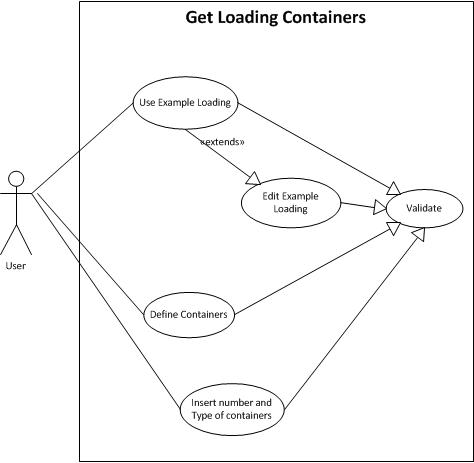 Get Loading Containers
Use Example Loading
«extends»
Edit Example
Loading
Validate
User
Define Containers
Insert number and
Type of containers